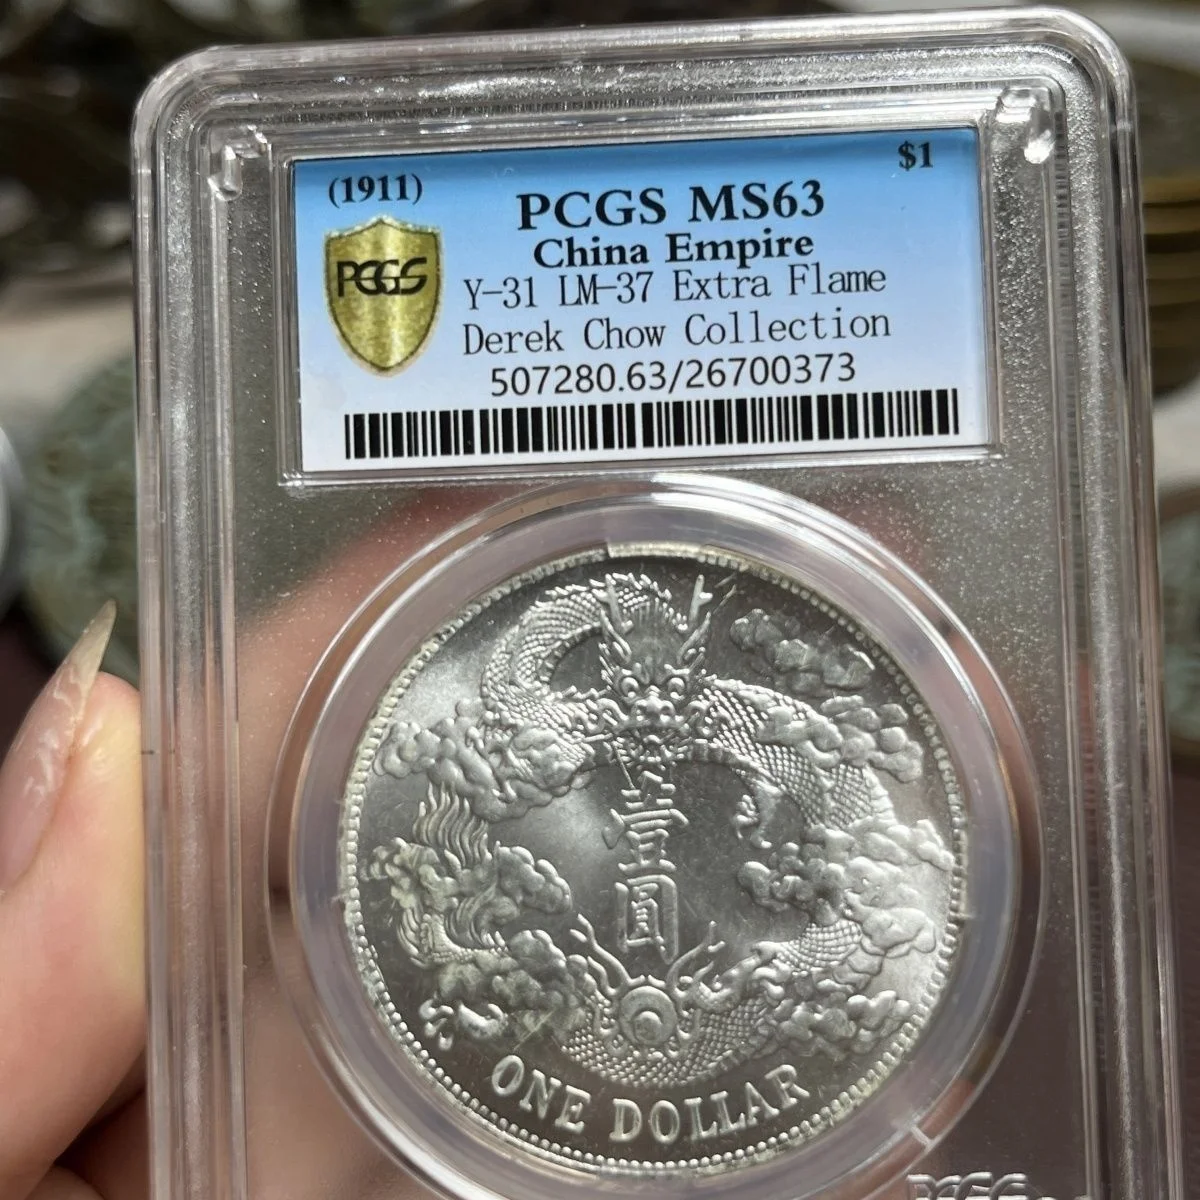 (1911)
$1
PCGS MS63
China Empire
PCGS
Y-31 LM-37 Extra Flame
Derek Chow Collection
507280.63/26700373
壹圓
ONE DOLLAR
PCGS